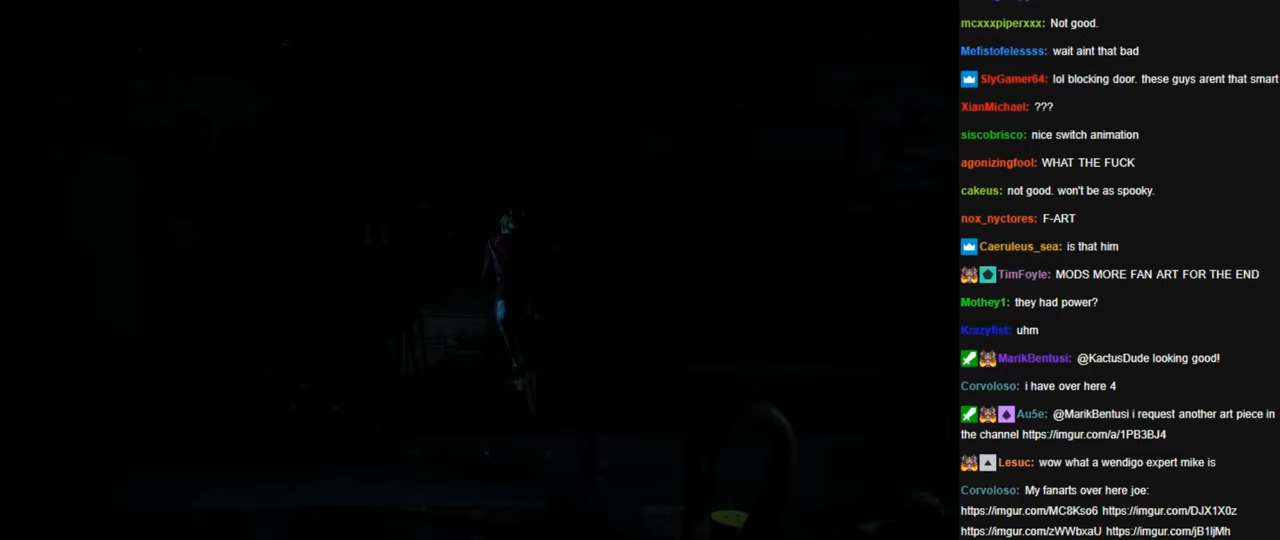 mcxxxpiperxxx: Not good.
Mefistofelessss: wait aint that bad
SlyGamer64: lol blocking door. these guys arent that smart
XianMichael: ???
siscobrisco: nice switch animation
agonizingfool: WHAT THE FUCK
cakeus: not good. won't be as spooky.
nox_nyctores: F-ART
Caeruleus_sea: is that him
TimFoyle: MODS MORE FAN ART FOR THE END
Mothey1: they had power?
Krazyfist: uhm
MarikBentusi: @KactusDude looking good!
Corvoloso: i have over here 4
Au5e: @MarikBentusi i request another art piece in
the channel https://imgur.com/a/1PB3BJ4
Lesuc: wow what a wendigo expert mike is
Corvoloso: My fanarts over here joe:
https://imgur.com/MC8Kso6 https://imgur.com/DJX1X0z
https://imgur.com/zWWbxaU https://imgur.com/jB1ljMh